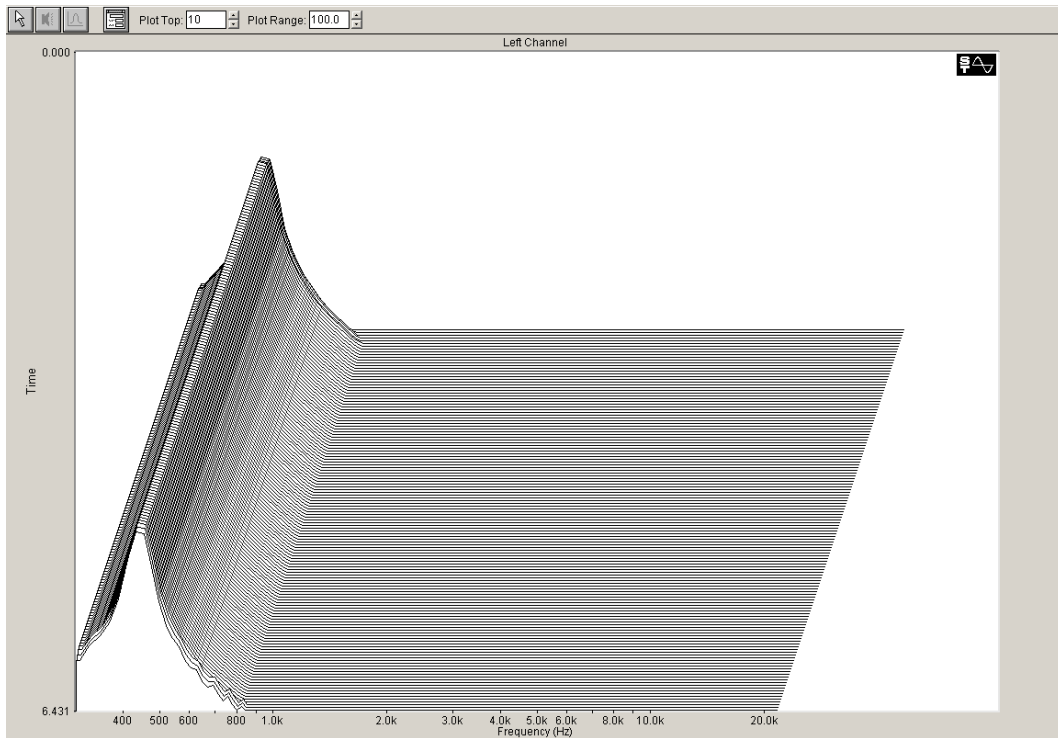 Plot Top: 10 Plot Range: 100.0
Left Channel
0.000
ST
Time
6.431
400 500 600 800 1.0k 2.0k 3.0k 4.0k 5.0k 6.0k 8.0k 10.0k 20.0k
Frequency (Hz)